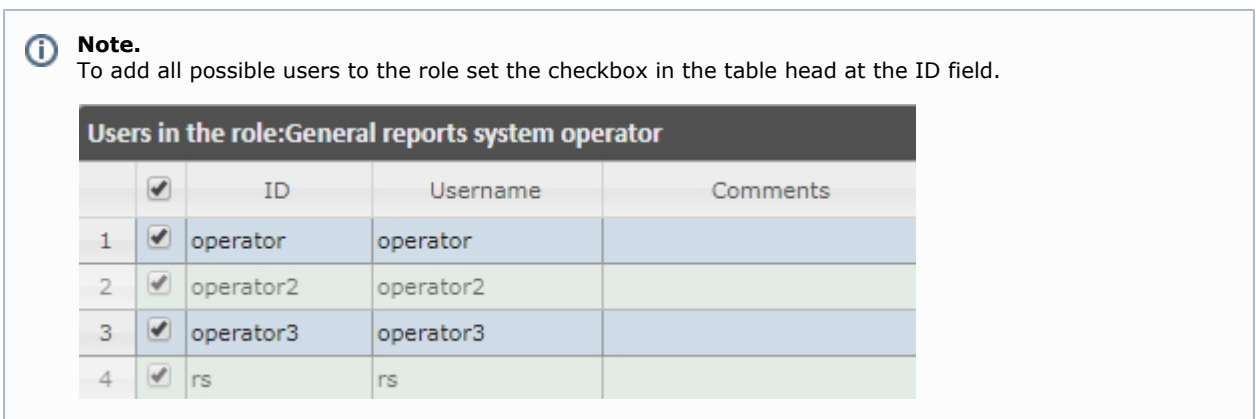 Note.
To add all possible users to the role set the checkbox in the table head at the ID field.
Users in the role:General reports system operator
ID Username Comments
1 operator operator
2 operator2 operator2
3 operator3 operator3
4 rs rs